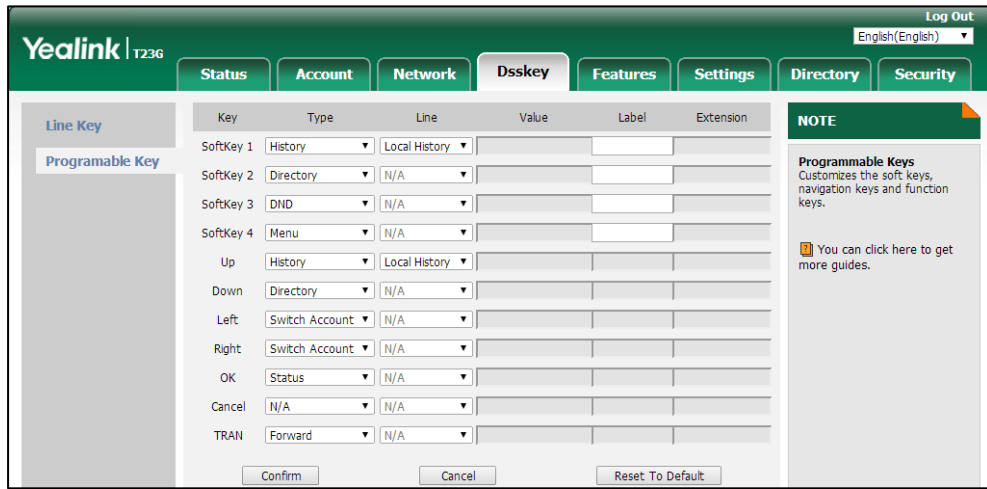 Log Out
Yealink | T23G
English(English)
Status Account Network Dsskey Features Settings Directory Security
Line Key
Programable Key
Key Type Line Value Label Extension
SoftKey 1 History Local History
SoftKey 2 Directory N/A
SoftKey 3 DND N/A
SoftKey 4 Menu N/A
Up History Local History
Down Directory N/A
Left Switch Account N/A
Right Switch Account N/A
OK Status N/A
Cancel N/A N/A
TRAN Forward N/A
Confirm Cancel Reset To Default
NOTE
Programmable Keys
Customizes the soft keys,
navigation keys and function
keys.
You can click here to get
more guides.